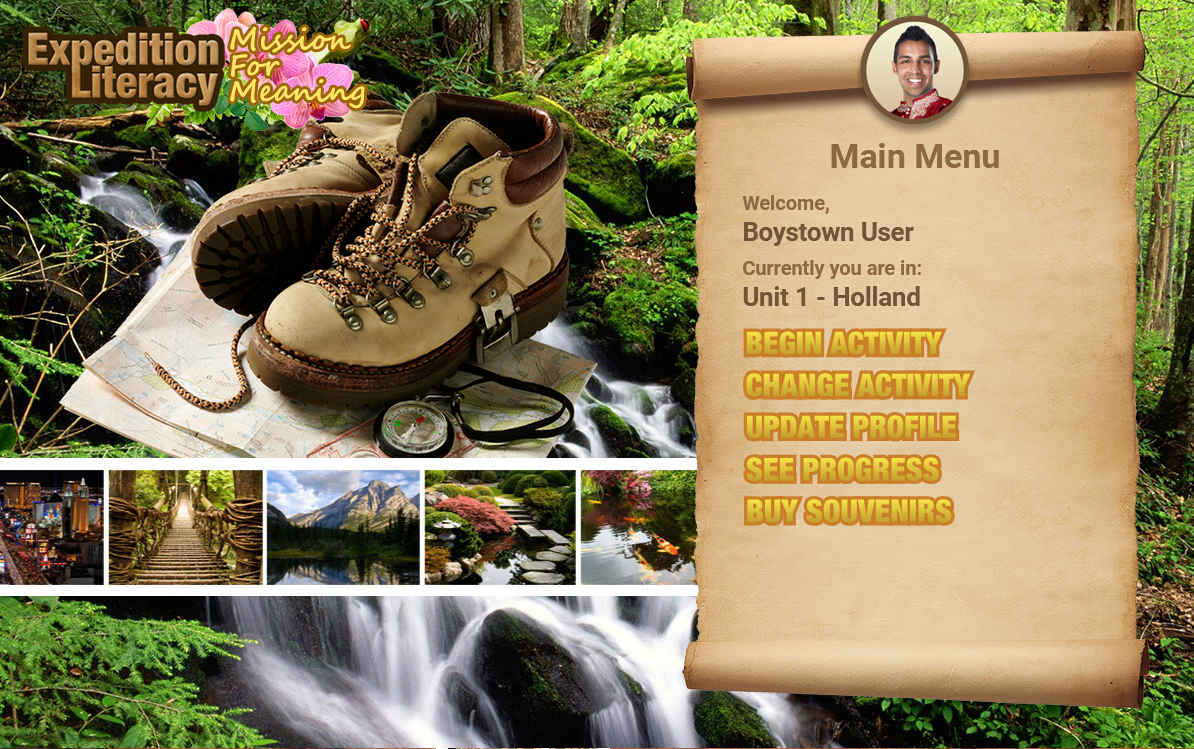 Expedition
Literacy
Mission
For
Meaning
Main Menu
Welcome,
Boystown User
Currently you are in:
Unit 1 - Holland
BEGIN ACTIVITY
CHANGE ACTIVITY
UPDATE PROFILE
SEE PROGRESS
BUY SOUVENIRS